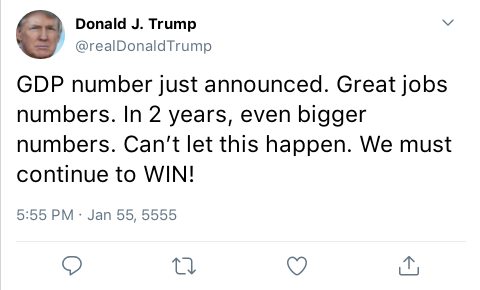 Donald J. Trump
@realDonaldTrump
GDP number just announced. Great jobs
numbers. In 2 years, even bigger
numbers. Can’t let this happen. We must
continue to WIN!
5:55 PM · Jan 55, 5555